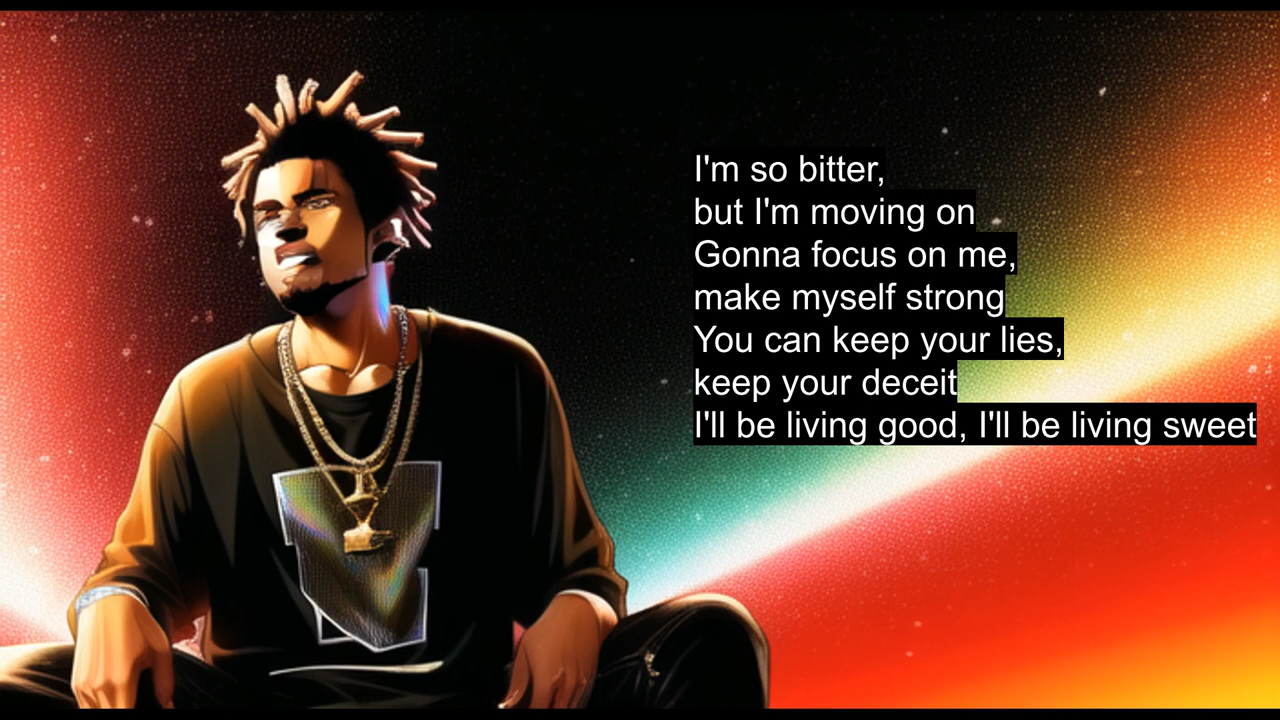 I'm so bitter,
but I'm moving on
Gonna focus on me,
make myself strong
You can keep your lies,
keep your deceit
I'll be living good, I'll be living sweet